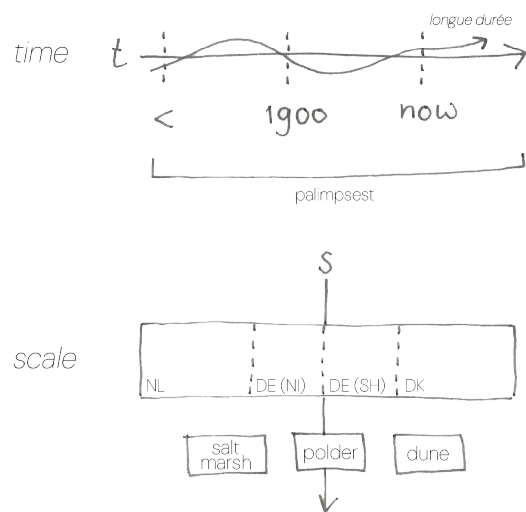 longue durée
time t
< 1900 now
palimpsest
S
scale
NL DE (NI) DE (SH) DK
salt
marsh
polder
dune